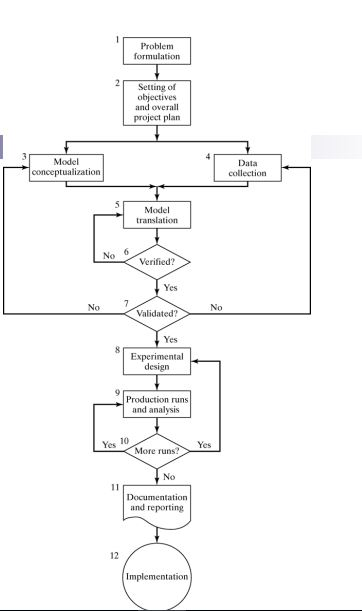 1
Problem
formulation
2
Setting of
objectives
and overall
project plan
3
Model
conceptualization
4
Data
collection
5
Model
translation
6
No
Verified?
Yes
7
No
Validated?
No
Yes
8
Experimental
design
9
Production runs
and analysis
10
Yes
More runs?
Yes
No
11
Documentation
and reporting
12
Implementation